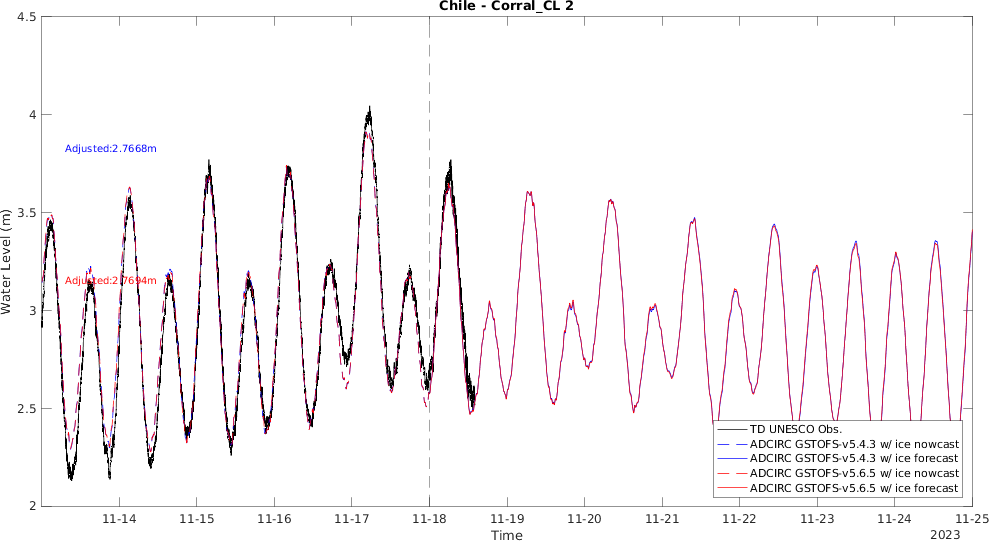 Chile - Corral_CL 2
4.5
4
3.5
3
2.5
2
Water Level (m)
Adjusted:2.7668m
Adjusted:2.7694m
TD UNESCO Obs.
ADCIRC GSTOFS-v5.4.3 w/ ice nowcast
ADCIRC GSTOFS-v5.4.3 w/ ice forecast
ADCIRC GSTOFS-v5.6.5 w/ ice nowcast
ADCIRC GSTOFS-v5.6.5 w/ ice forecast
11-14 11-15 11-16 11-17 11-18 11-19 11-20 11-21 11-22 11-23 11-24 11-25
Time
2023